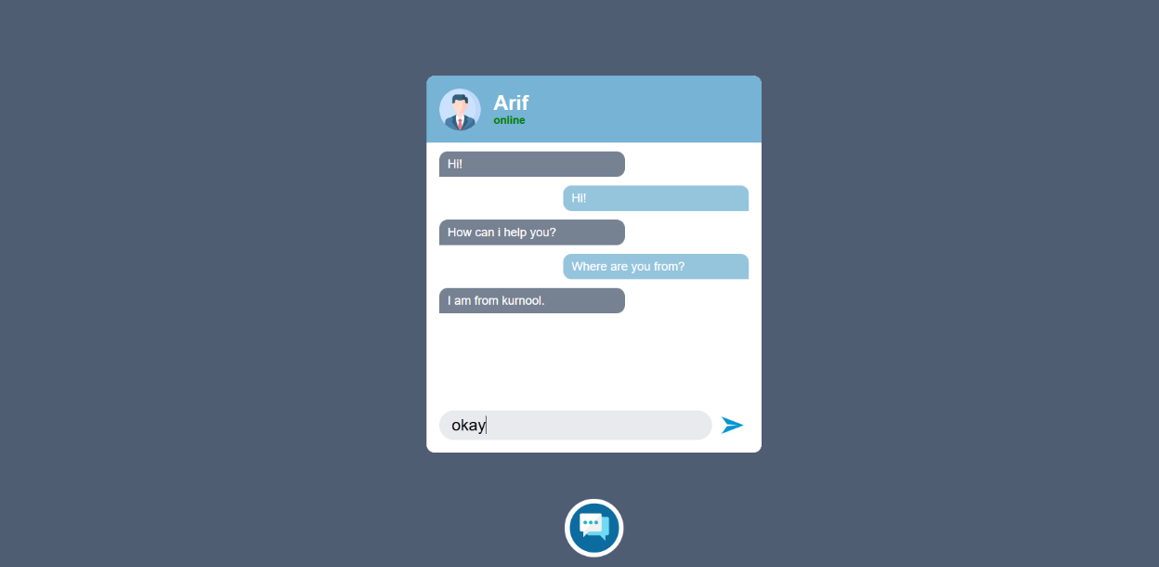 Arif
online
Hi!
Hi!
How can i help you?
Where are you from?
I am from kurnool.
okay